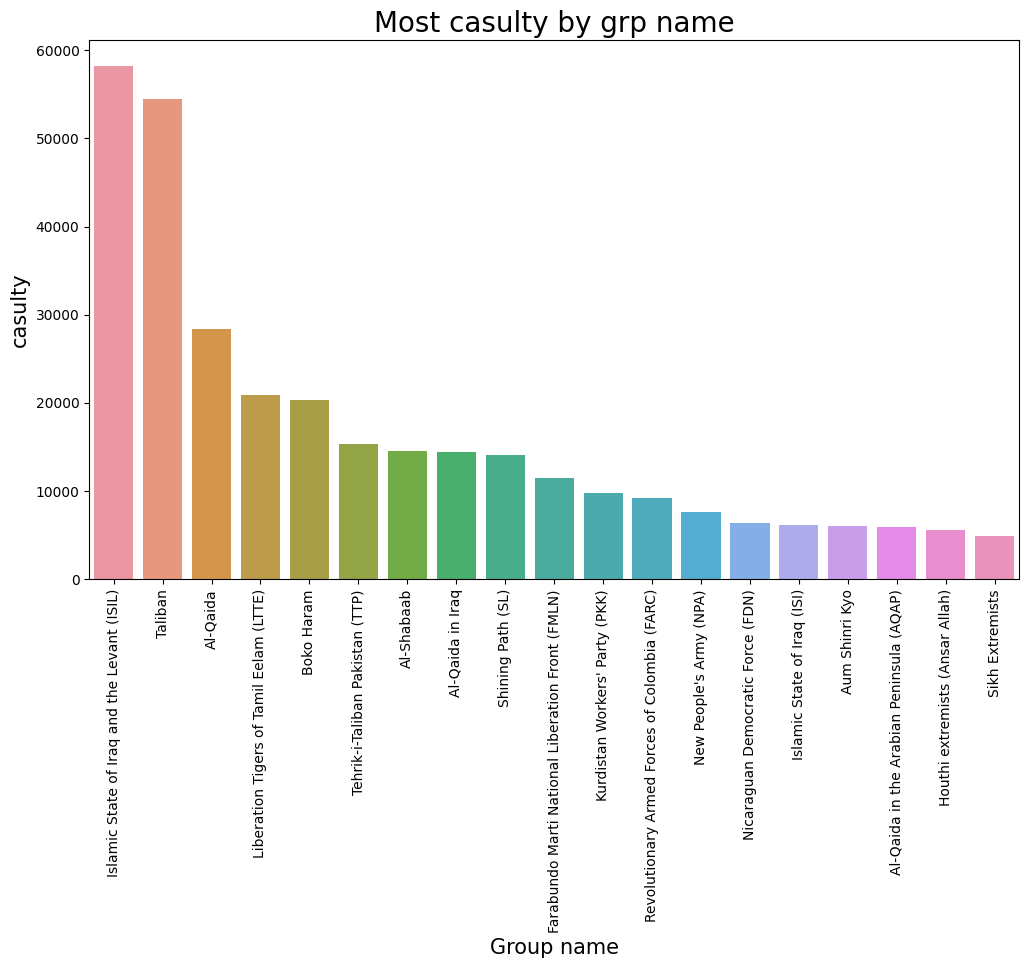 Most casulty by grp name
casulty
60000
50000
40000
30000
20000
10000
0
Islamic State of Iraq and the Levant (ISIL)
Taliban
Al-Qaida
Liberation Tigers of Tamil Eelam (LTTE)
Boko Haram
Tehrik-i-Taliban Pakistan (TTP)
Al-Shabaab
Al-Qaida in Iraq
Shining Path (SL)
Farabundo Marti National Liberation Front (FMLN)
Kurdistan Workers' Party (PKK)
Revolutionary Armed Forces of Colombia (FARC)
New People's Army (NPA)
Nicaraguan Democratic Force (FDN)
Islamic State of Iraq (ISI)
Aum Shinri Kyo
Al-Qaida in the Arabian Peninsula (AQAP)
Houthi extremists (Ansar Allah)
Sikh Extremists
Group name